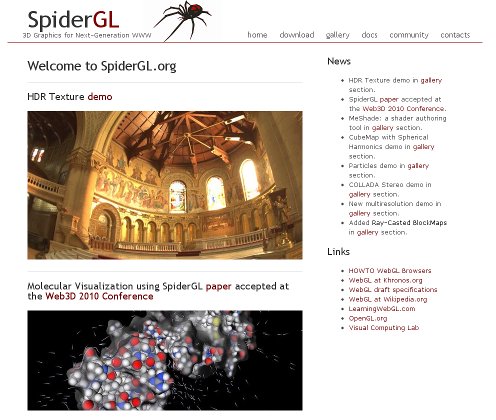 SpiderGL
3D Graphics for Next-Generation WWW
home download gallery docs community contacts
Welcome to SpiderGL.org
HDR Texture demo
Molecular Visualization using SpiderGL paper accepted at
the Web3D 2010 Conference
News
HDR Texture demo in gallery
section.
SpiderGL paper accepted at
the Web3D 2010 Conference.
MeShade: a shader authoring
tool in gallery section.
CubeMap with Spherical
Harmonics demo in gallery
section.
Particles demo in gallery
section.
COLLADA Stereo demo in
gallery section.
New multiresolution demo in
gallery section.
Added Ray-Casted BlockMaps
in gallery section.
Links
HOWTO WebGL Browsers
WebGL at Khronos.org
WebGL draft specifications
WebGL at Wikipedia.org
LearningWebGL.com
OpenGL.org
Visual Computing Lab